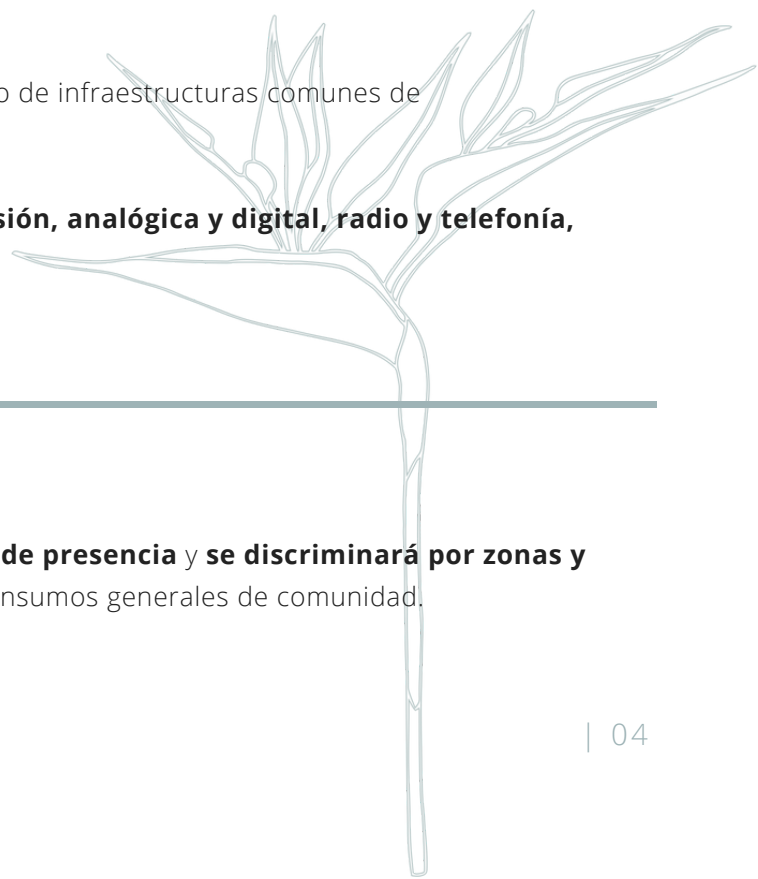 o de infraestructuras comunes de
sión, analógica y digital, radio y telefonía,
de presencia y se discriminará por zonas y
nsumos generales de comunidad.
| 04